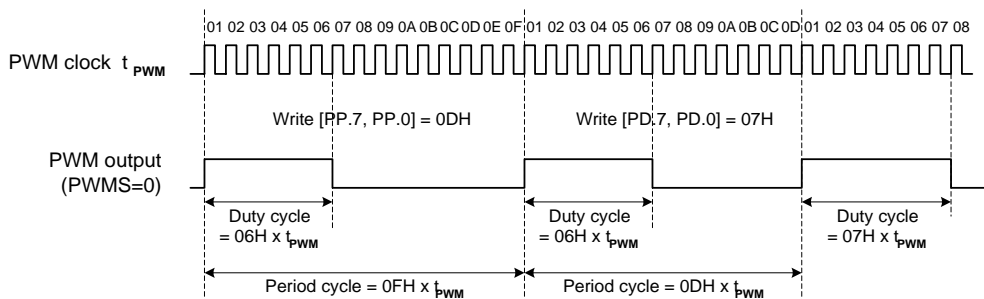 01 02 03 04 05 06 07 08 09 0A 0B 0C 0D 0E 0F 01 02 03 04 05 06 07 08 09 0A 0B 0C 0D 01 02 03 04 05 06 07 08
PWM clock t PWM
Write [PP.7, PP.0] = 0DH
Write [PD.7, PD.0] = 07H
PWM output
(PWMS=0)
Duty cycle
= 06H x tPWM
Duty cycle
= 06H x tPWM
Duty cycle
= 07H x tPWM
Period cycle = 0FH x tPWM
Period cycle = 0DH x tPWM